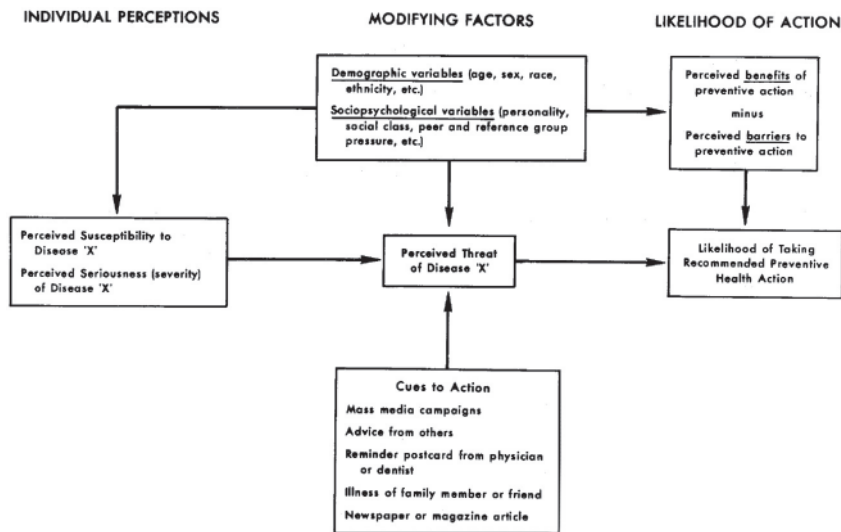 INDIVIDUAL PERCEPTIONS
MODIFYING FACTORS
LIKELIHOOD OF ACTION
Demographic variables (age, sex, race,
ethnicity, etc.)
Sociopsychological variables (personality,
social class, peer and reference group
pressure, etc.)
Perceived benefits of
preventive action
minus
Perceived barriers to
preventive action
Perceived Susceptibility to
Disease 'X'
Perceived Seriousness (severity)
of Disease 'X'
Perceived Threat
of Disease 'X'
Likelihood of Taking
Recommended Preventive
Health Action
Cues to Action
Mass media campaigns
Advice from others
Reminder postcard from physician
or dentist
Illness of family member or friend
Newspaper or magazine article